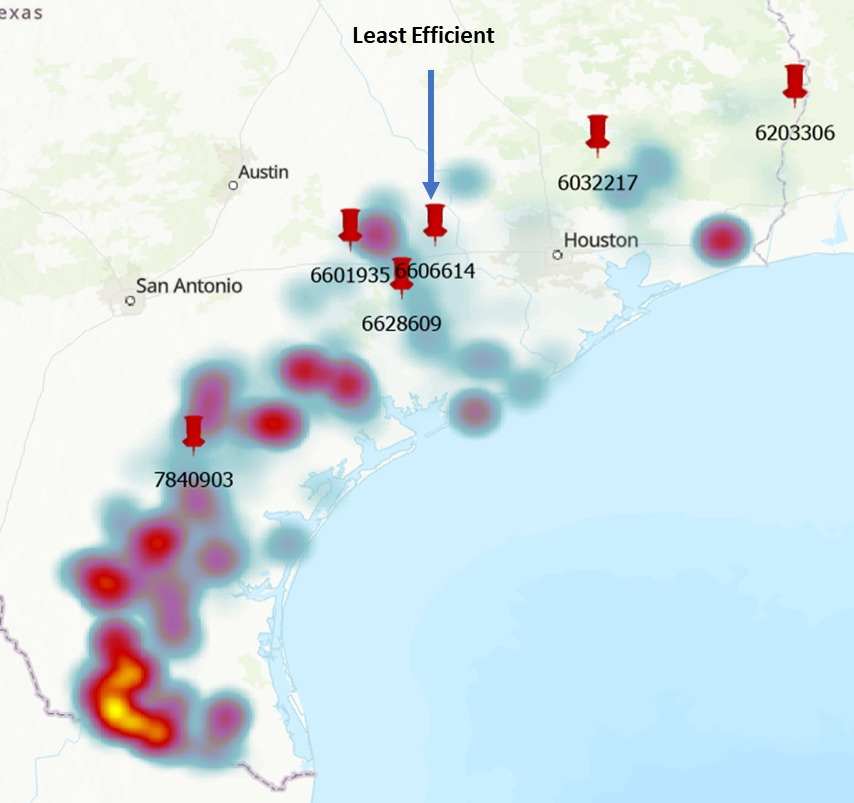 exas
Least Efficient
6203306
Austin
6032217
Houston
6601935
6606614
San Antonio
6628609
7840903